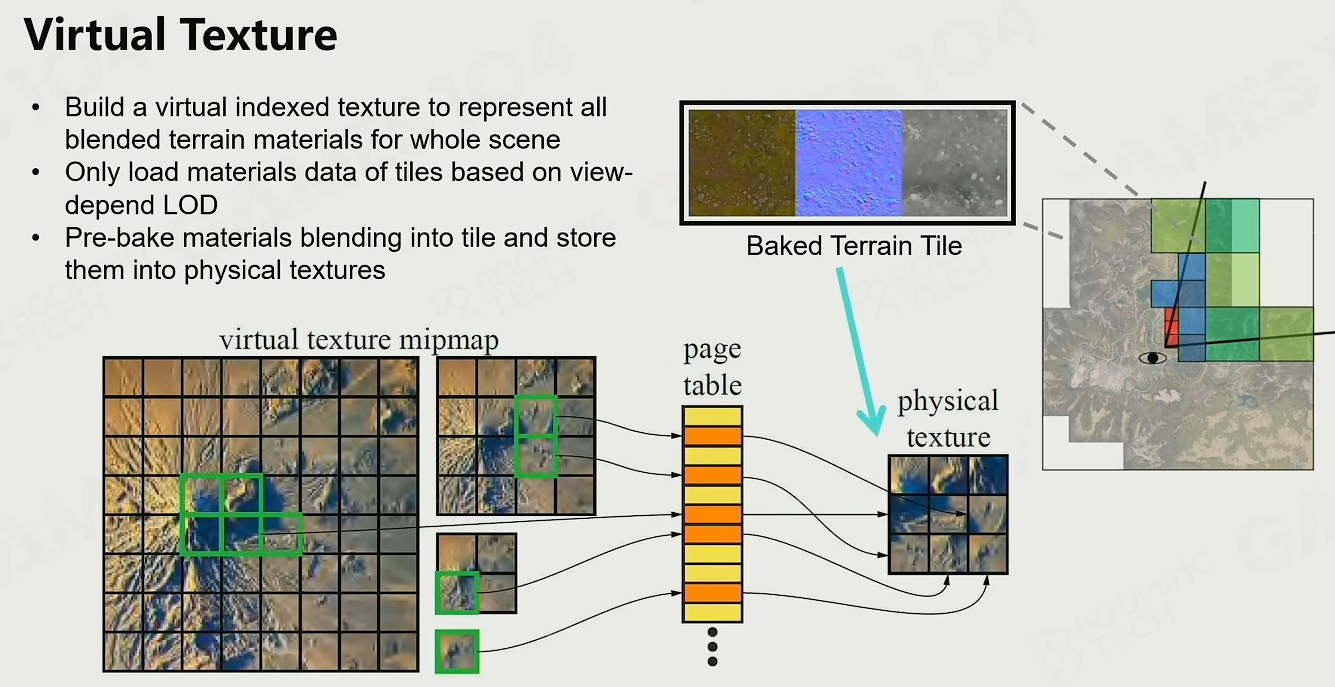 Virtual Texture
• Build a virtual indexed texture to represent all
blended terrain materials for whole scene
• Only load materials data of tiles based on view-
depend LOD
• Pre-bake materials blending into tile and store
them into physical textures
Baked Terrain Tile
virtual texture mipmap
page
table
physical
texture
GAMES104